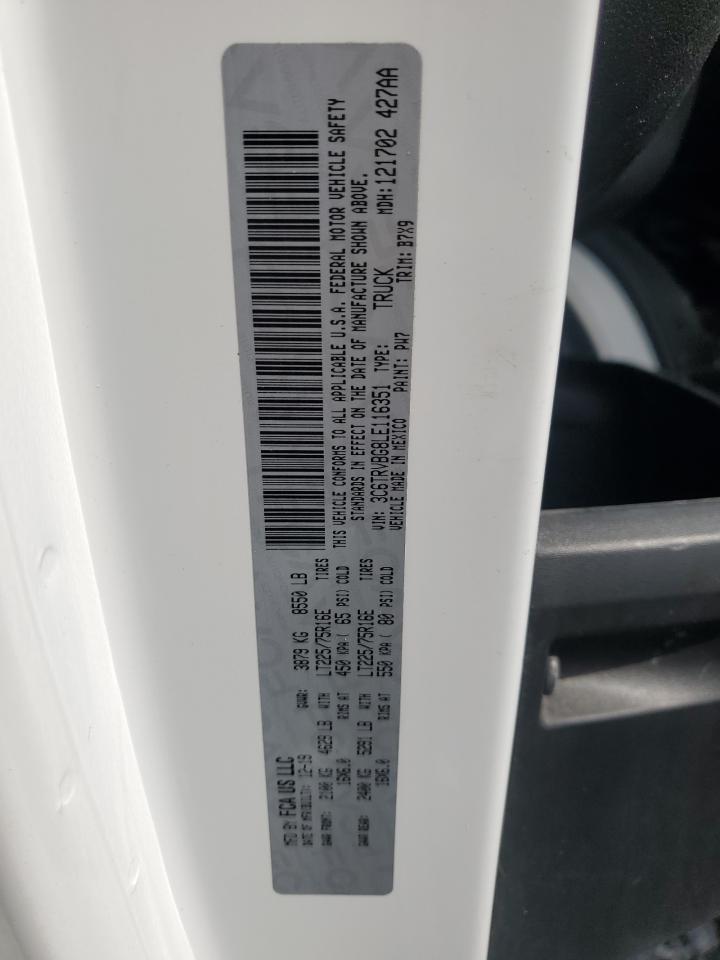 MFD BY: FCA US LLC
DATE OF MFR(BUILT): 12-19 GVWR: 3879 KG 8550 LB
GAWR FRONT: 2100 KG 4629 LB WITH LT225/75R16E TIRES
16X6.0 RIMS AT 450 KPA( 65 PSI) COLD
GAWR REAR: 2400 KG 5291 LB WITH LT225/75R16E TIRES
16X6.0 RIMS AT 550 KPA( 80 PSI) COLD
THIS VEHICLE CONFORMS TO ALL APPLICABLE U.S.A. FEDERAL MOTOR VEHICLE SAFETY
STANDARDS IN EFFECT ON THE DATE OF MANUFACTURE SHOWN ABOVE.
VIN: 3C6TRVBG8LE116351 TYPE: TRUCK MDH: 121702 427AA
VEHICLE MADE IN MEXICO PAINT: PW7 TRIM: B7X9